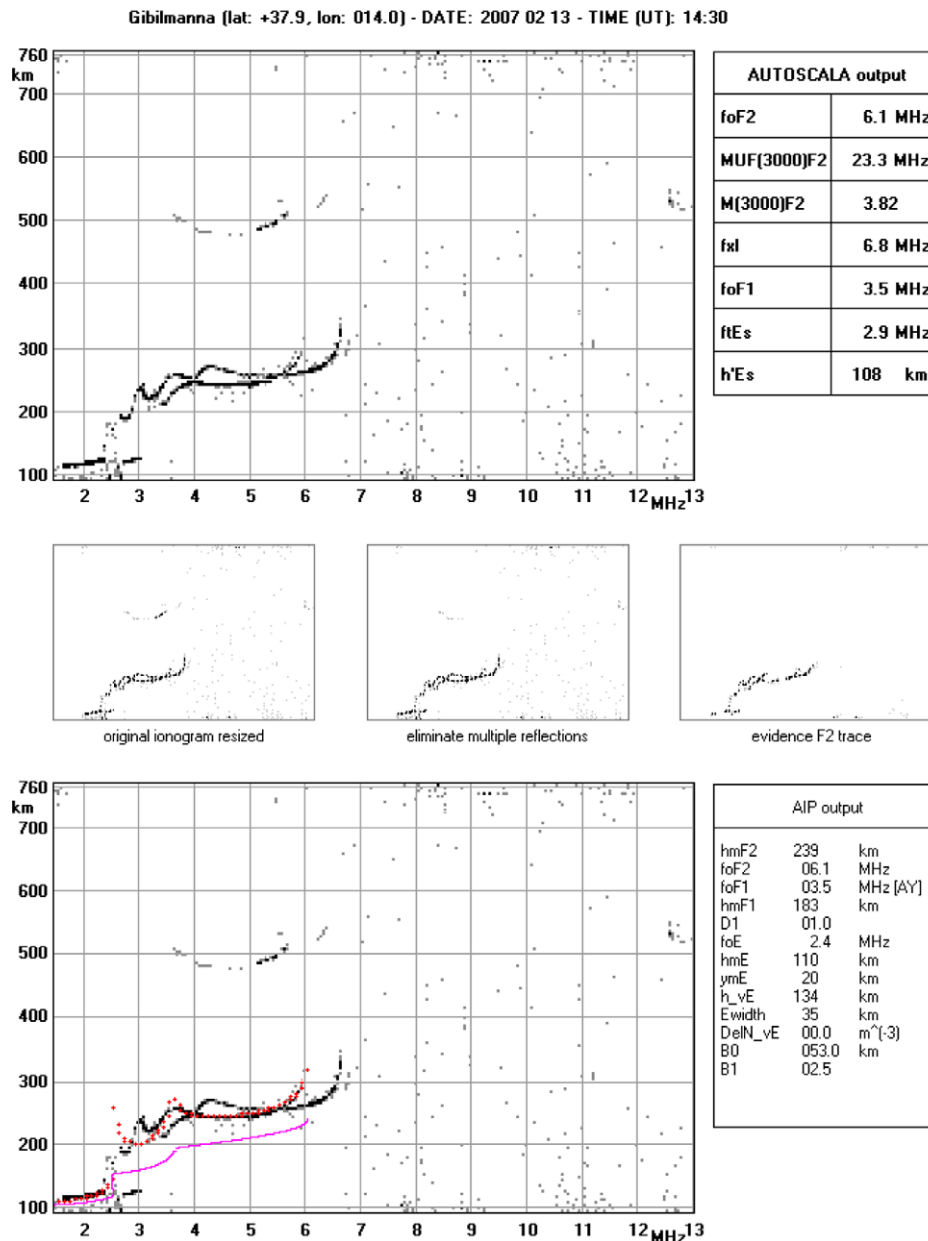 Gibilmanna (lat: +37.9, lon: 014.0) - DATE: 2007 02 13 - TIME (UT): 14:30
760
km
700
600
500
400
300
200
100
2 3 4 5 6 7 8 9 10 11 12 13
MHz
AUTOSCALA output
foF2 6.1 MHz
MUF(3000)F2 23.3 MHz
M(3000)F2 3.82
fxI 6.8 MHz
foF1 3.5 MHz
ftEs 2.9 MHz
h'Es 108 km
original ionogram resized
eliminate multiple reflections
evidence F2 trace
760
km
700
600
500
400
300
200
100
2 3 4 5 6 7 8 9 10 11 12 13
MHz
AIP output
hmF2 239 km
foF2 06.1 MHz
foF1 03.5 MHz [AY]
hmF1 183 km
D1 01.0
foE 2.4 MHz
hmE 110 km
ymE 20 km
h_vE 134 km
Ewidth 35 km
DelN_vE 00.0 m^(-3)
B0 053.0 km
B1 02.5